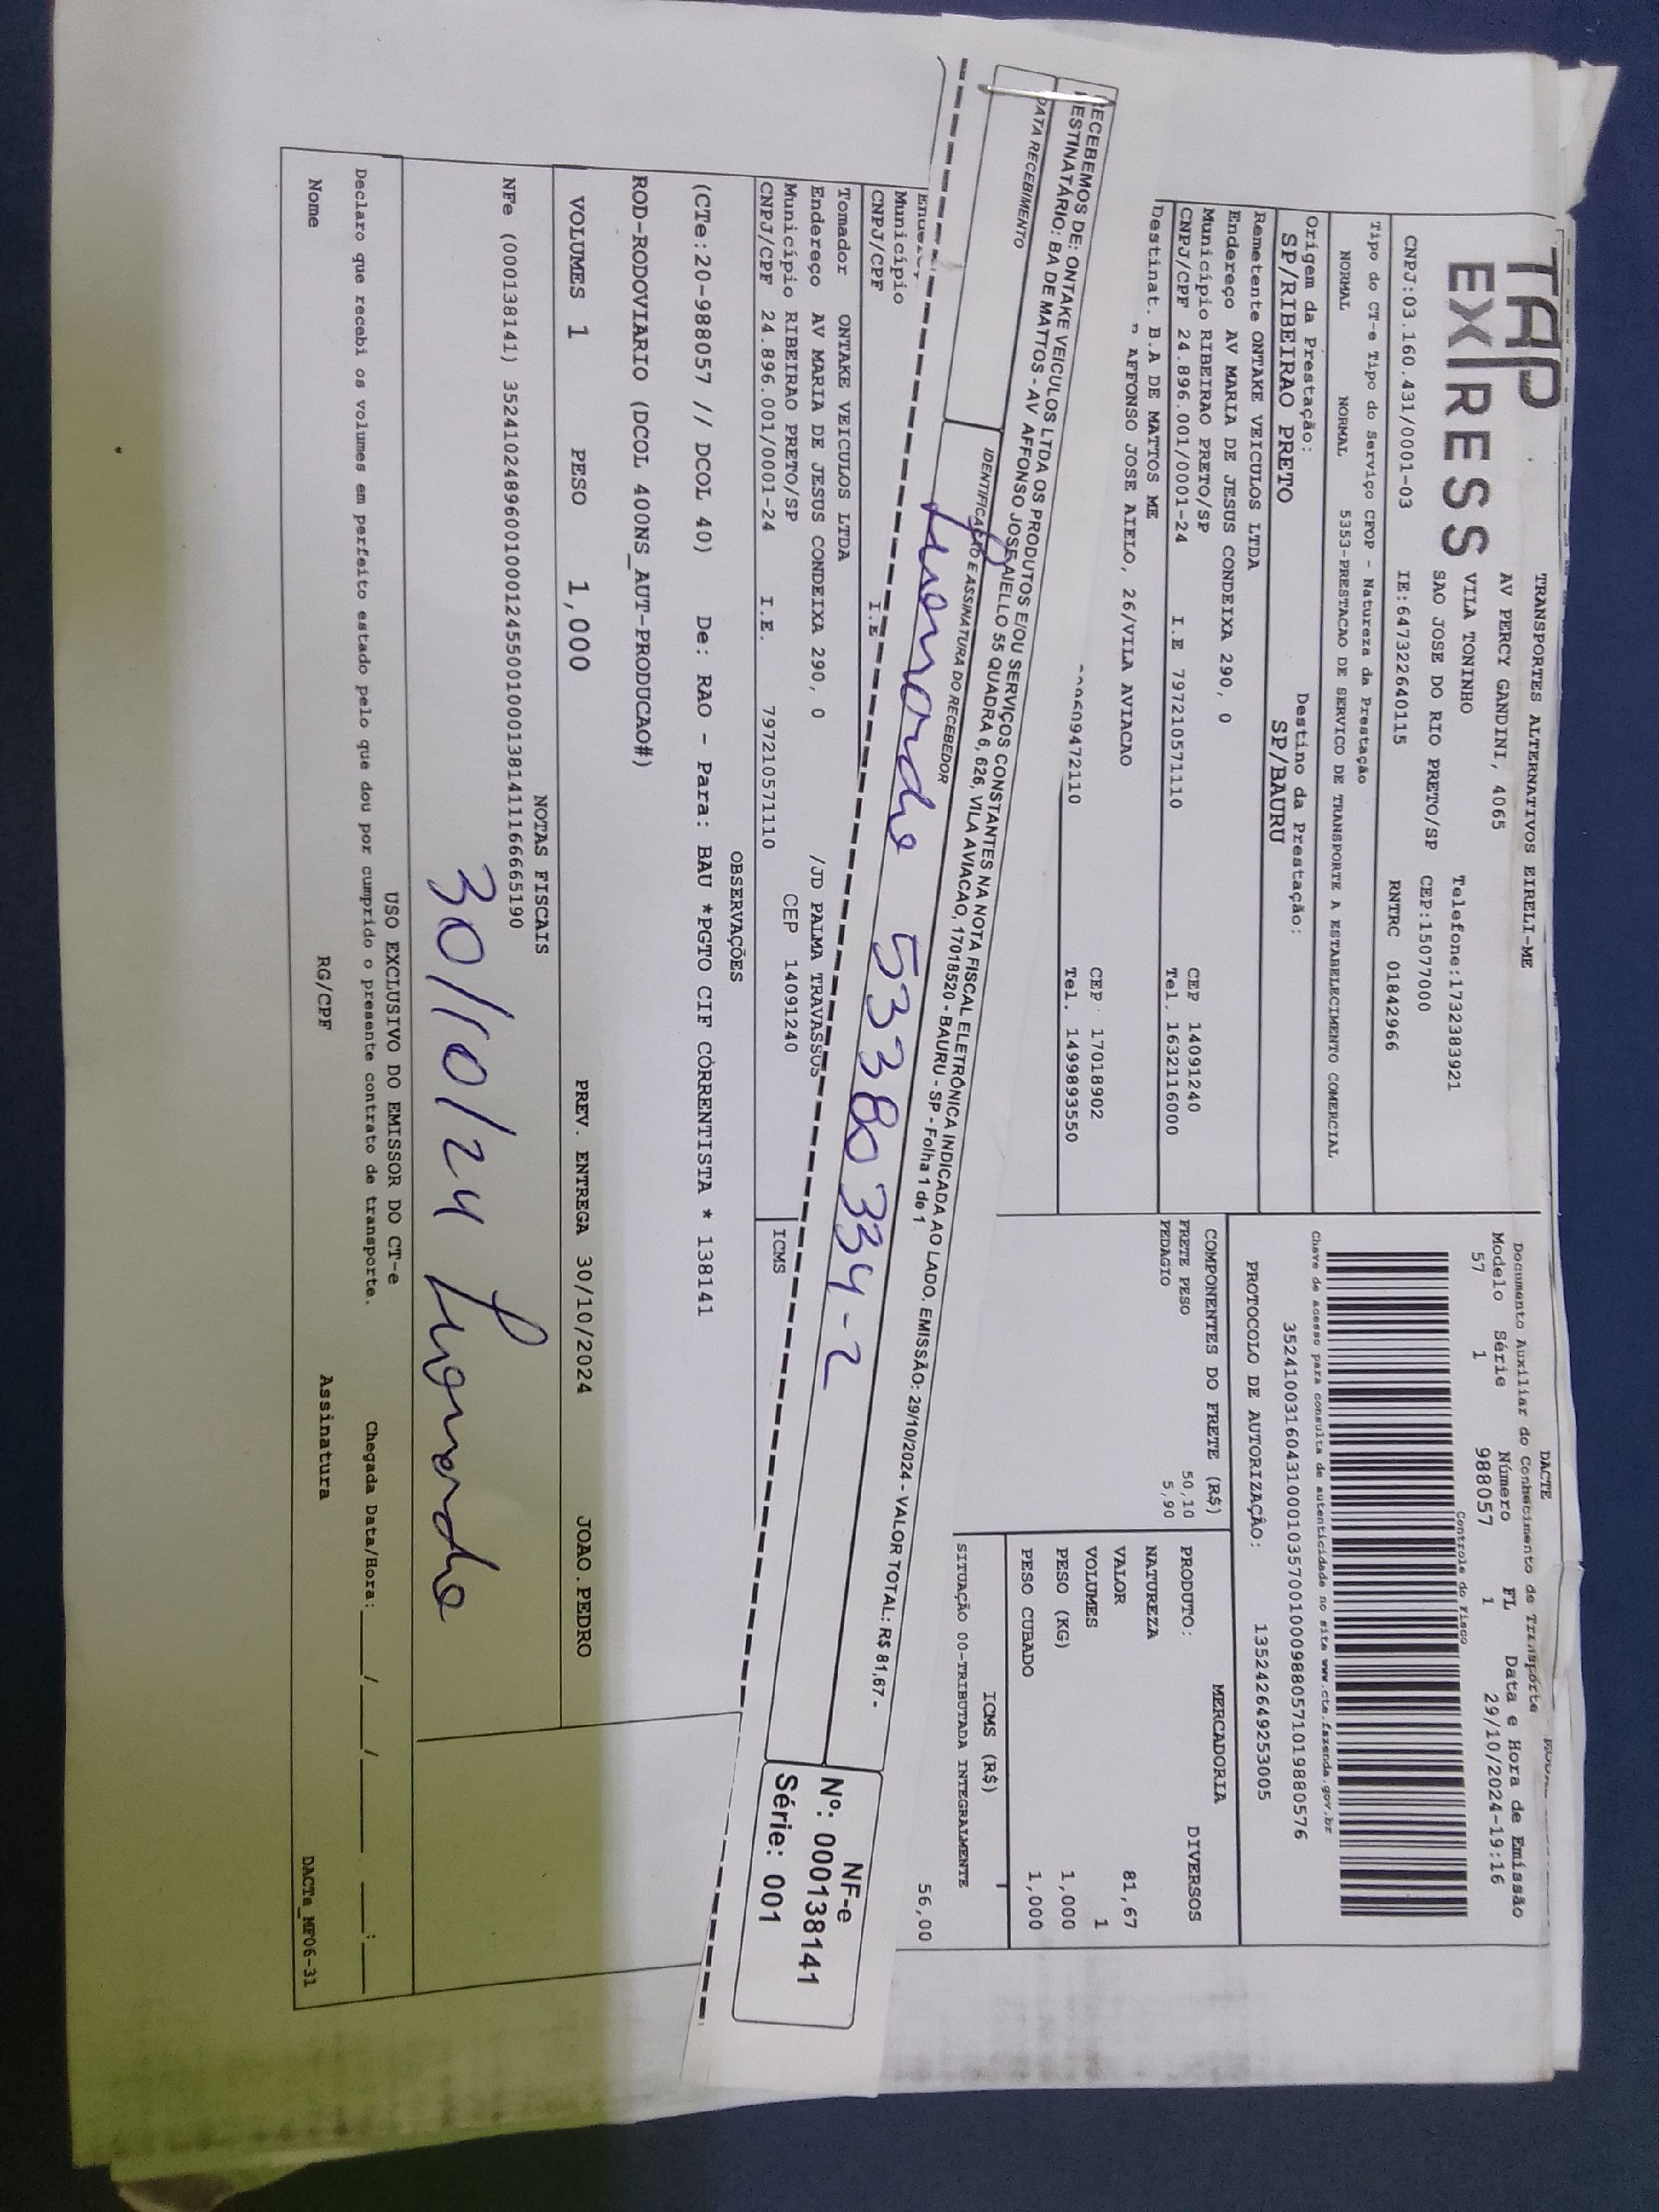 TAP
EXPRESS
TRANSPORTES ALTERNATIVOS EIRELI-ME
AV PERCY GANDINI, 4065
VILA TONINHO Telefone:1732383921
SAO JOSE DO RIO PRETO/SP CEP:15077000
CNPJ:03.160.431/0001-03 IE:647322640115 RNTRC 01842966
DACTE
Documento Auxiliar do Conhecimento de Transporte
Modelo Série Número FL Data e Hora de Emissão
57 1 988057 1 29/10/2024-19:16
Controle do Fisco
Tipo do CT-e Tipo do Serviço CFOP - Natureza da Prestação
NORMAL NORMAL 5353-PRESTACAO DE SERVICO DE TRANSPORTE A ESTABELECIMENTO COMERCIAL
Chave de acesso para consulta de autenticidade no site www.cte.fazenda.gov.br
35241003160431000103570010009880571019880576
Origem da Prestação: Destino da Prestação:
SP/RIBEIRAO PRETO SP/BAURU
PROTOCOLO DE AUTORIZAÇÃO: 135242649253005
Remetente ONTAKE VEICULOS LTDA
Endereço AV MARIA DE JESUS CONDEIXA 290, 0
Município RIBEIRAO PRETO/SP CEP 14091240
CNPJ/CPF 24.896.001/0001-24 I.E 797210571110 Tel. 1632116000
Destinat. B.A DE MATTOS ME
AFFONSO JOSE AIELO, 26/VILA AVIACAO
CEP 17018902
09472110 Tel. 1499893550
COMPONENTES DO FRETE (R$)
FRETE PESO 50,10
PEDAGIO 5,90
MERCADORIA
PRODUTO: DIVERSOS
NATUREZA
VALOR 81,67
VOLUMES 1
PESO (KG) 1,000
PESO CUBADO 1,000
ICMS (R$)
SITUAÇÃO 00-TRIBUTADA INTEGRALMENTE
56,00
RECEBEMOS DE: ONTAKE VEICULOS LTDA OS PRODUTOS E/OU SERVIÇOS CONSTANTES NA NOTA FISCAL ELETRÔNICA INDICADA AO LADO. EMISSÃO: 29/10/2024 - VALOR TOTAL: R$ 81,67 -
DESTINATÁRIO: BA DE MATTOS - AV AFFONSO JOSE AIELLO 55 QUADRA 6, 626, VILA AVIACAO, 17018520 - BAURU - SP - Folha 1 de 1
DATA RECEBIMENTO
IDENTIFICAÇÃO E ASSINATURA DO RECEBEDOR
53380334-2
NF-e
Nº: 000138141
Série: 001
Município
CNPJ/CPF I.E
Tomador ONTAKE VEICULOS LTDA
Endereço AV MARIA DE JESUS CONDEIXA 290, 0 /JD PALMA TRAVASSOS
Município RIBEIRAO PRETO/SP CEP 14091240
CNPJ/CPF 24.896.001/0001-24 I.E. 797210571110
ICMS
OBSERVAÇÕES
(CTe:20-988057 // DCOL 40) De: RAO - Para: BAU *PGTO CIF CORRENTISTA * 138141
ROD-RODOVIARIO (DCOL 400NS_AUT-PRODUCAO#)
VOLUMES 1 PESO 1,000 PREV. ENTREGA 30/10/2024 JOAO.PEDRO
NOTAS FISCAIS
NFe (000138141) 35241024896001000124550010001381411166665190
30/10/24
USO EXCLUSIVO DO EMISSOR DO CT-e
Declaro que recebi os volumes em perfeito estado pelo que dou por cumprido o presente contrato de transporte. Chegada Data/Hora:___/___/_____ ___:___
Nome RG/CPF Assinatura DACTe_MF06-31